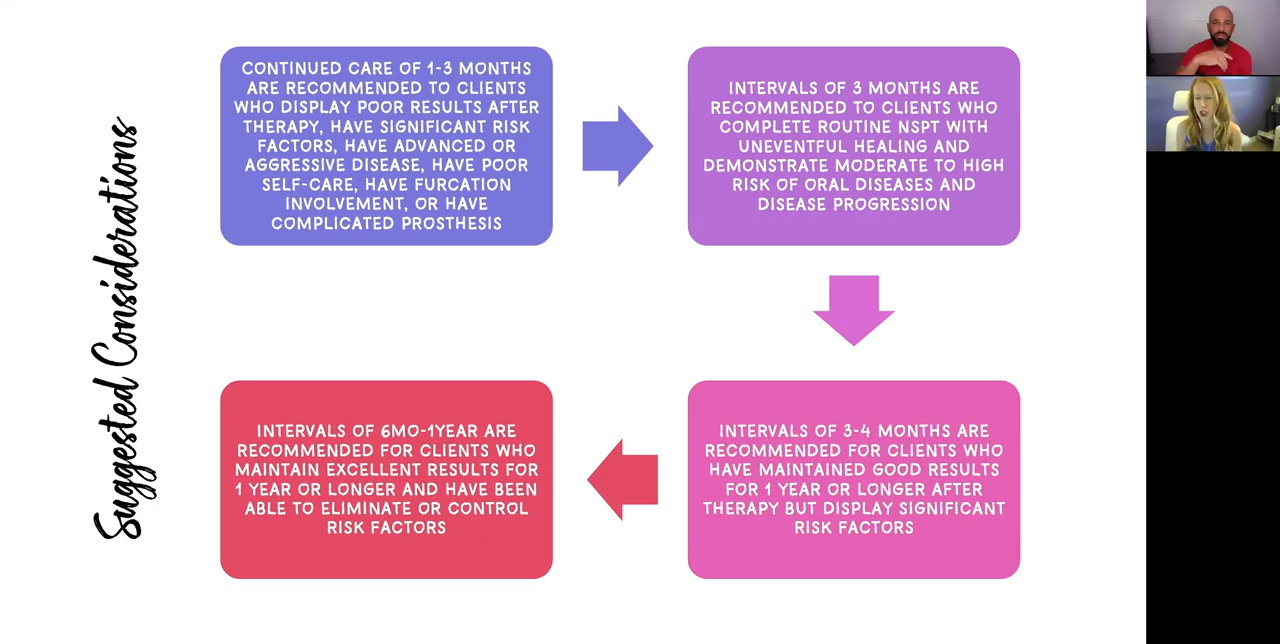 Suggested Considerations
CONTINUED CARE OF 1-3 MONTHS
ARE RECOMMENDED TO CLIENTS
WHO DISPLAY POOR RESULTS AFTER
THERAPY, HAVE SIGNIFICANT RISK
FACTORS, HAVE ADVANCED OR
AGGRESSIVE DISEASE, HAVE POOR
SELF-CARE, HAVE FURCATION
INVOLVEMENT, OR HAVE
COMPLICATED PROSTHESIS
INTERVALS OF 3 MONTHS ARE
RECOMMENDED TO CLIENTS WHO
COMPLETE ROUTINE NSPT WITH
UNEVENTFUL HEALING AND
DEMONSTRATE MODERATE TO HIGH
RISK OF ORAL DISEASES AND
DISEASE PROGRESSION
INTERVALS OF 3-4 MONTHS ARE
RECOMMENDED FOR CLIENTS WHO
HAVE MAINTAINED GOOD RESULTS
FOR 1 YEAR OR LONGER AFTER
THERAPY BUT DISPLAY SIGNIFICANT
RISK FACTORS
INTERVALS OF 6MO-1YEAR ARE
RECOMMENDED FOR CLIENTS WHO
MAINTAIN EXCELLENT RESULTS FOR
1 YEAR OR LONGER AND HAVE BEEN
ABLE TO ELIMINATE OR CONTROL
RISK FACTORS